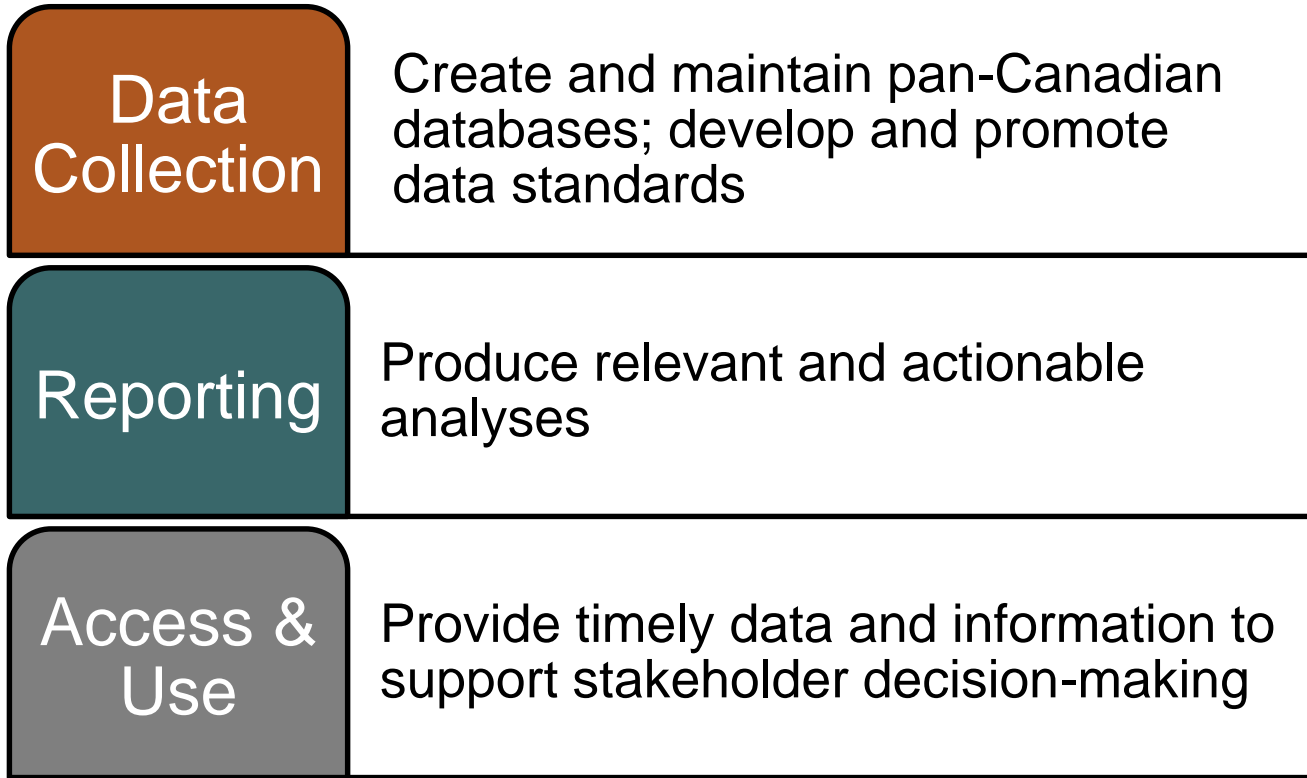 Data
Collection
Create and maintain pan-Canadian
databases; develop and promote
data standards
Reporting
Produce relevant and actionable
analyses
Access &
Use
Provide timely data and information to
support stakeholder decision-making